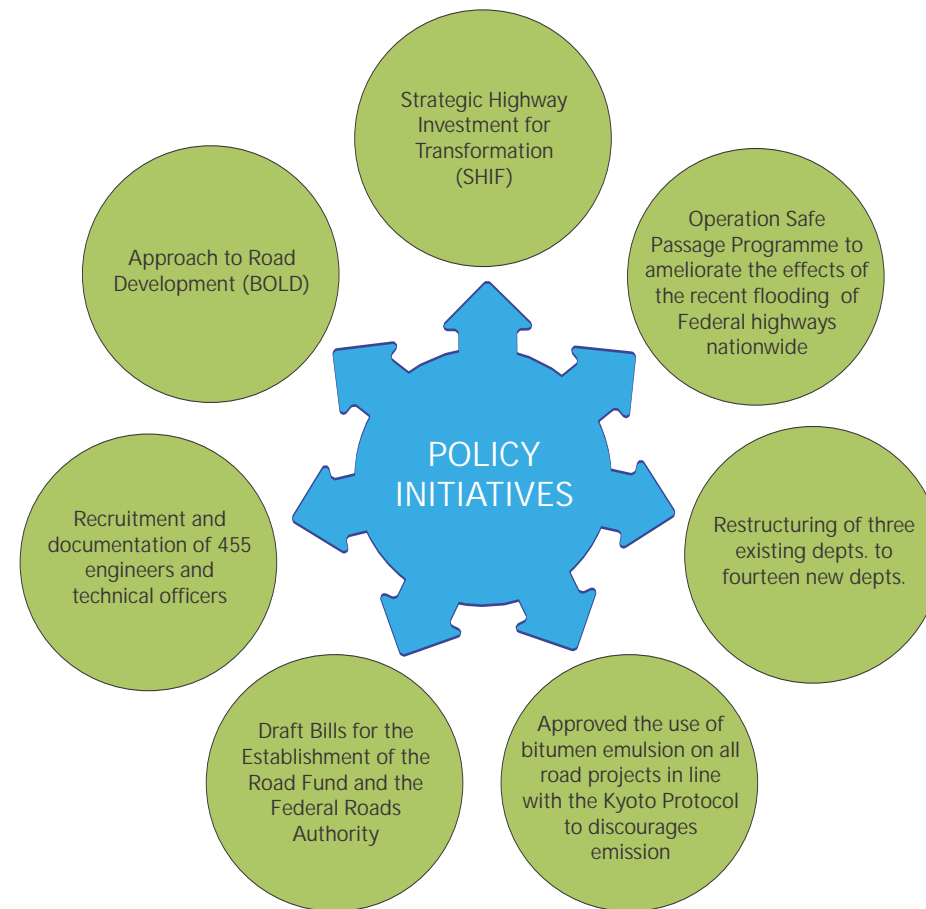 Strategic Highway
Investment for
Transformation
(SHIF)
Operation Safe
Passage Programme to
ameliorate the effects of
the recent flooding of
Federal highways
nationwide
Restructuring of three
existing depts. to
fourteen new depts.
Approved the use of
bitumen emulsion on all
road projects in line
with the Kyoto Protocol
to discourages
emission
Draft Bills for the
Establishment of the
Road Fund and the
Federal Roads
Authority
Recruitment and
documentation of 455
engineers and
technical officers
Approach to Road
Development (BOLD)
POLICY
INITIATIVES